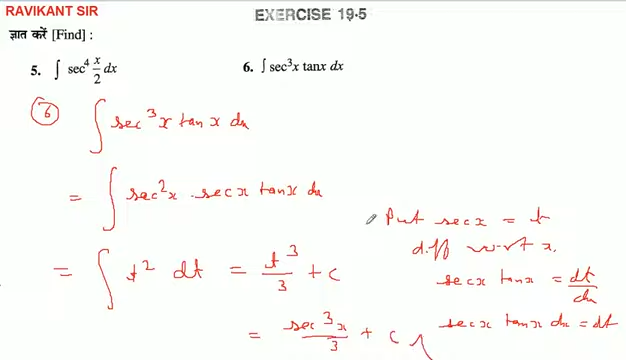 RAVIKANT SIR
EXERCISE 19.5
ज्ञात करें [Find] :
5. ∫ sec⁴ x/2 dx
6. ∫ sec³x tanx dx
⑥ ∫ sec³x tanx dx
= ∫ sec²x . secx tanx dx
Put secx = t
diff w.r.t x,
secx tanx = dt/dx
secx tanx dx = dt
= ∫ t² dt = t³/3 + c
= sec³x/3 + c